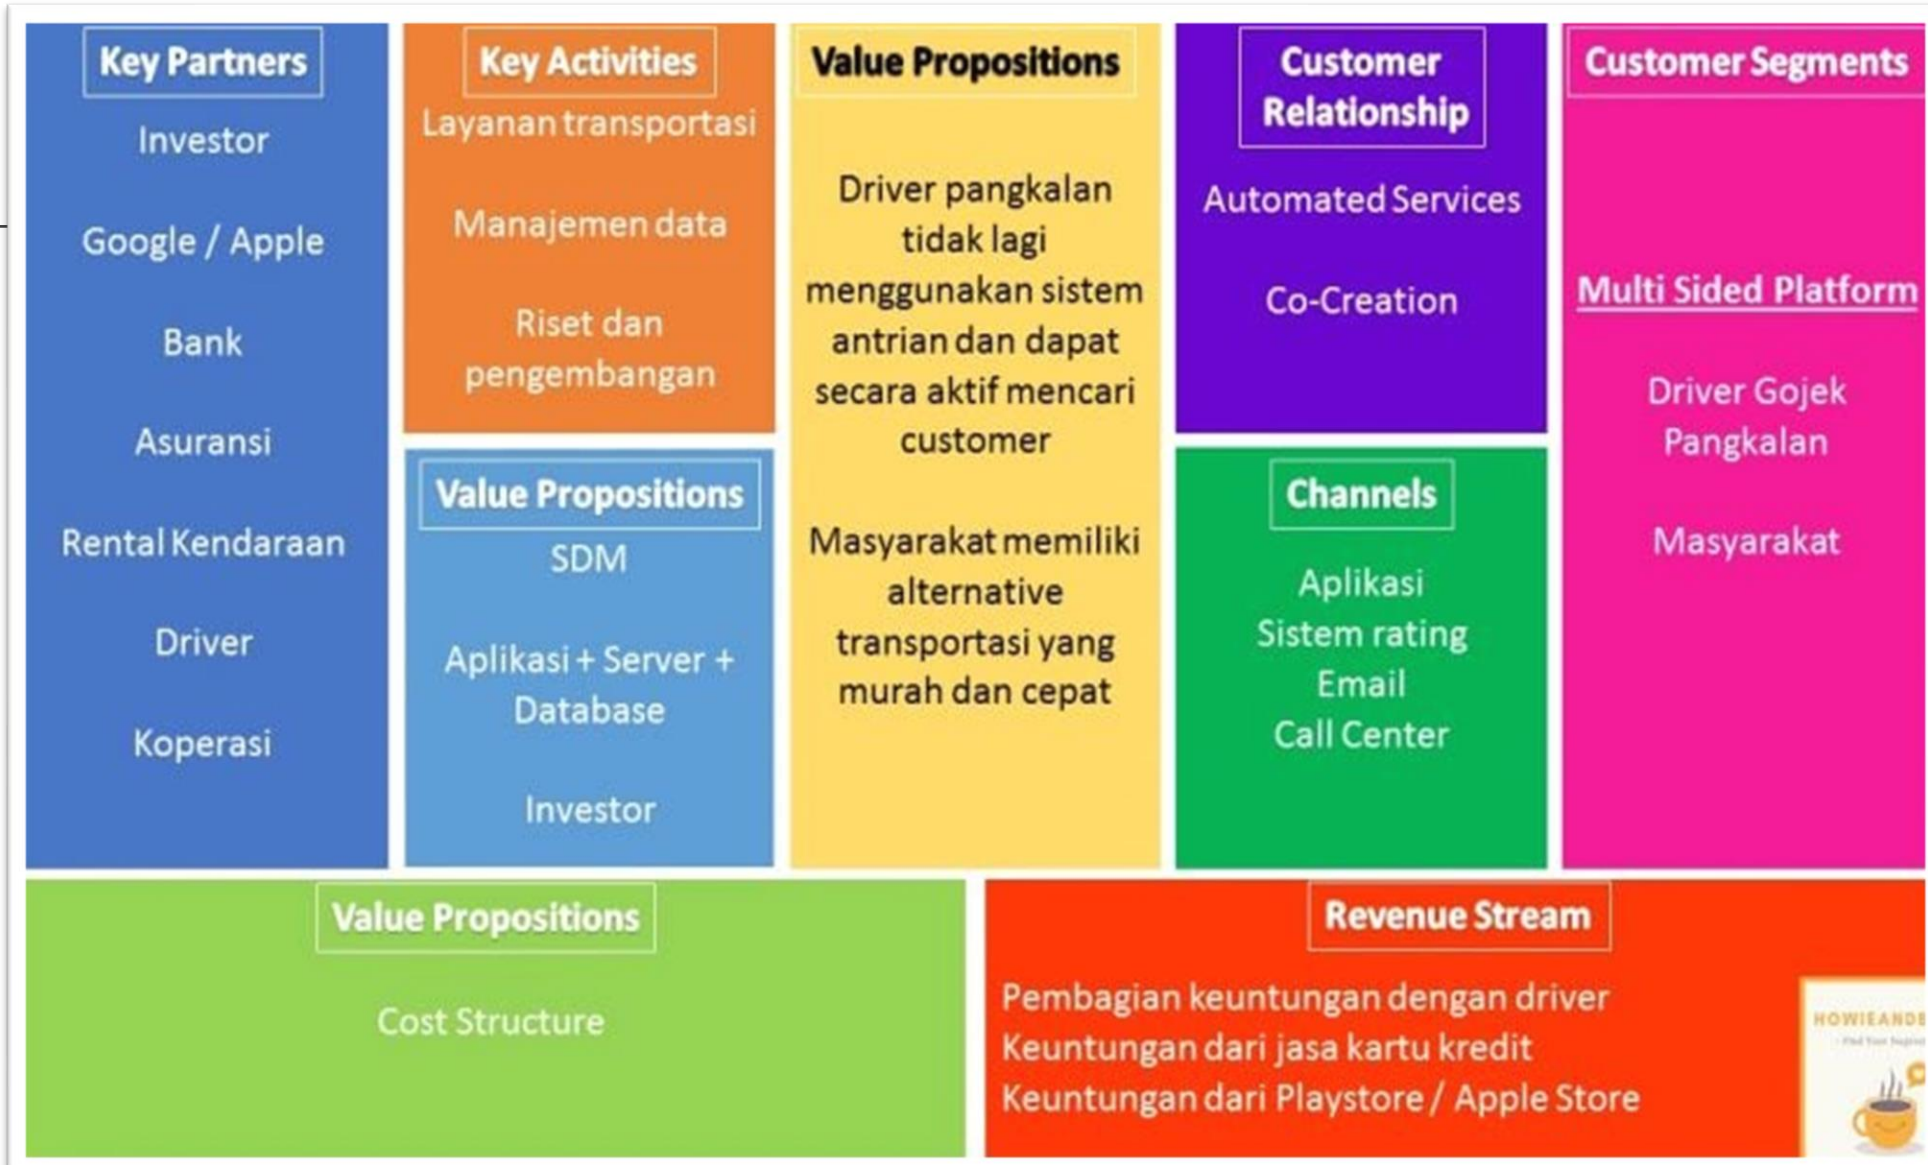 Key Partners
Investor
Google / Apple
Bank
Asuransi
Rental Kendaraan
Driver
Koperasi
Key Activities
Layanan transportasi
Manajemen data
Riset dan
pengembangan
Value Propositions
SDM
Aplikasi + Server +
Database
Investor
Value Propositions
Driver pangkalan
tidak lagi
menggunakan sistem
antrian dan dapat
secara aktif mencari
customer
Masyarakat memiliki
alternative
transportasi yang
murah dan cepat
Customer
Relationship
Automated Services
Co-Creation
Channels
Aplikasi
Sistem rating
Email
Call Center
Customer Segments
Multi Sided Platform
Driver Gojek
Pangkalan
Masyarakat
Value Propositions
Cost Structure
Revenue Stream
Pembagian keuntungan dengan driver
Keuntungan dari jasa kartu kredit
Keuntungan dari Playstore / Apple Store